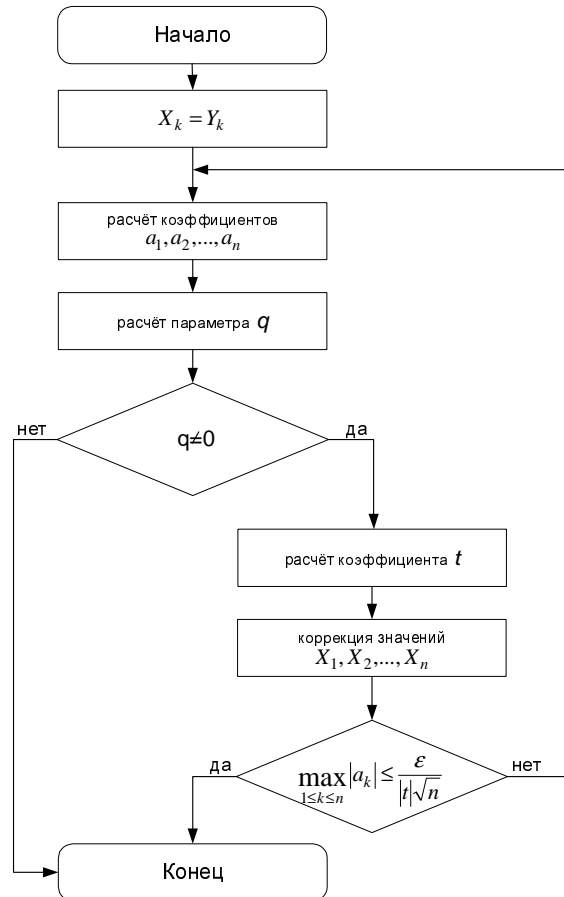 Начало
X_k = Y_k
расчёт коэффициентов
a_1, a_2, ..., a_n
расчёт параметра q
нет
q≠0
да
расчёт коэффициента t
коррекция значений
X_1, X_2, ..., X_n
да
max_{1≤k≤n} |a_k| ≤ ε / (|t|√n)
нет
Конец